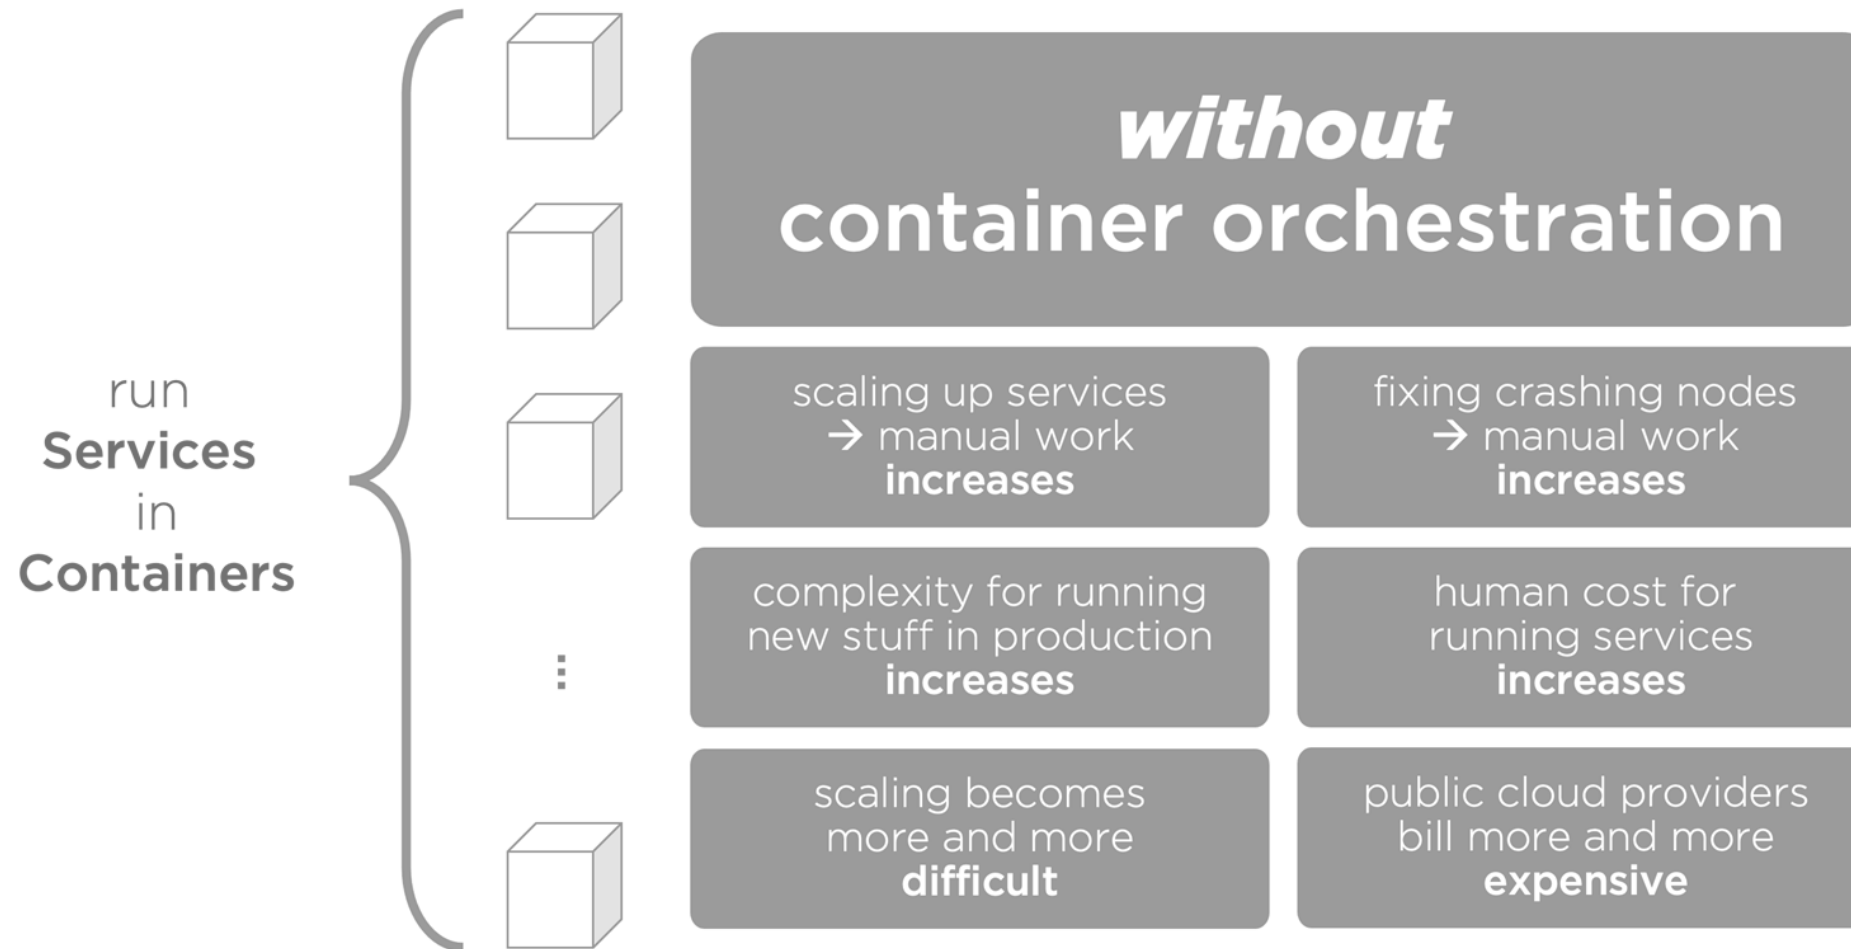 run
Services
in
Containers
without
container orchestration
scaling up services
→ manual work
increases
fixing crashing nodes
→ manual work
increases
complexity for running
new stuff in production
increases
human cost for
running services
increases
scaling becomes
more and more
difficult
public cloud providers
bill more and more
expensive